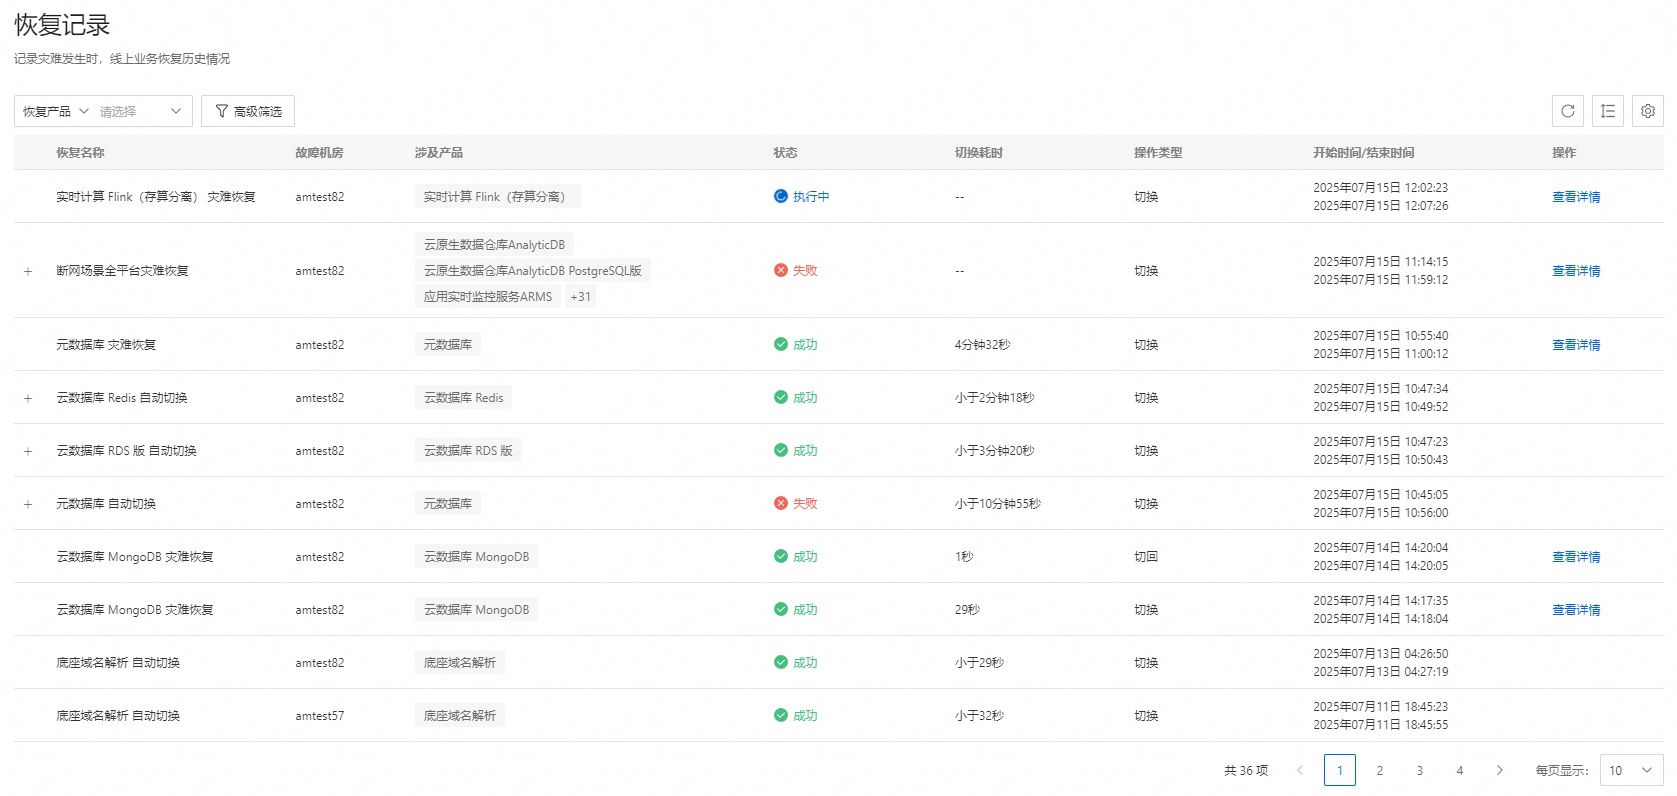 恢复记录
记录灾难发生时，线上业务恢复历史情况
恢复产品 请选择 高级筛选
恢复名称 故障机房 涉及产品 状态 切换耗时 操作类型 开始时间/结束时间 操作
实时计算 Flink（存算分离） 灾难恢复 amtest82 实时计算 Flink（存算分离） 执行中 -- 切换 2025年07月15日 12:02:23 查看详情
2025年07月15日 12:07:26
云原生数据仓库AnalyticDB
+ 断网场景全平台灾难恢复 amtest82 云原生数据仓库AnalyticDB PostgreSQL版 失败 -- 切换 2025年07月15日 11:14:15 查看详情
2025年07月15日 11:59:12
应用实时监控服务ARMS +31
元数据库 灾难恢复 amtest82 元数据库 成功 4分钟32秒 切换 2025年07月15日 10:55:40 查看详情
2025年07月15日 11:00:12
+ 云数据库 Redis 自动切换 amtest82 云数据库 Redis 成功 小于2分钟18秒 切换 2025年07月15日 10:47:34
2025年07月15日 10:49:52
+ 云数据库 RDS 版 自动切换 amtest82 云数据库 RDS 版 成功 小于3分钟20秒 切换 2025年07月15日 10:47:23
2025年07月15日 10:50:43
+ 元数据库 自动切换 amtest82 元数据库 失败 小于10分钟55秒 切换 2025年07月15日 10:45:05
2025年07月15日 10:56:00
云数据库 MongoDB 灾难恢复 amtest82 云数据库 MongoDB 成功 1秒 切回 2025年07月14日 14:20:04 查看详情
2025年07月14日 14:20:05
云数据库 MongoDB 灾难恢复 amtest82 云数据库 MongoDB 成功 29秒 切换 2025年07月14日 14:17:35 查看详情
2025年07月14日 14:18:04
底座域名解析 自动切换 amtest82 底座域名解析 成功 小于29秒 切换 2025年07月13日 04:26:50
2025年07月13日 04:27:19
底座域名解析 自动切换 amtest57 底座域名解析 成功 小于32秒 切换 2025年07月11日 18:45:23
2025年07月11日 18:45:55
共 36 项 1 2 3 4 每页显示： 10